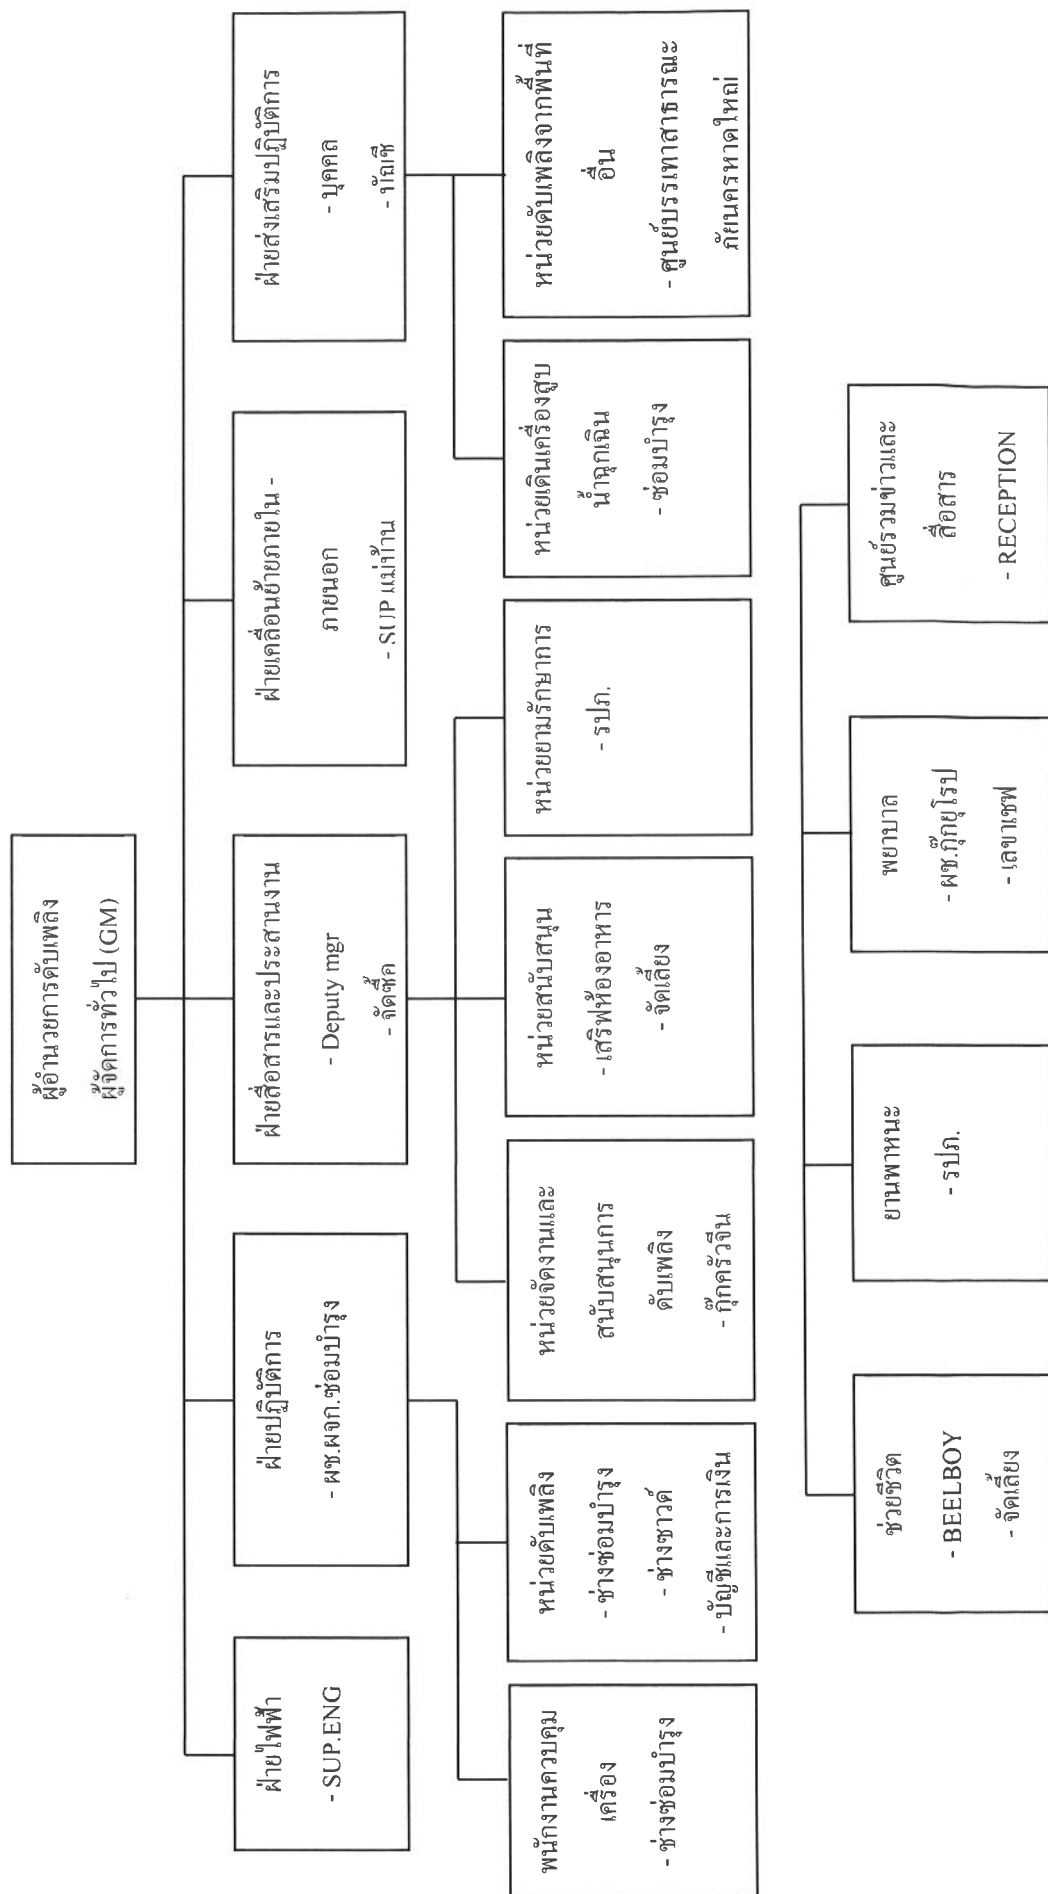 ผู้อำนวยการดับเพลิง
ผู้จัดการทั่วไป (GM)
ฝ่ายไฟฟ้า
- SUP.ENG
ฝ่ายปฏิบัติการ
- ผช.ผจก.ซ่อมบำรุง
ฝ่ายสื่อสารและประสานงาน
- Deputy mgr
- จัดซื้อ
ฝ่ายเคลื่อนย้ายภายใน -
ภายนอก
- SUP แม่บ้าน
ฝ่ายส่งเสริมปฏิบัติการ
- บุคคล
- บัญชี
พนักงานควบคุม
เครื่อง
- ช่างซ่อมบำรุง
หน่วยดับเพลิง
- ช่างซ่อมบำรุง
- ช่างซาวด์
- บัญชีและการเงิน
หน่วยจัดงานและ
สนับสนุนการ
ดับเพลิง
- กุ๊กครัวจีน
หน่วยสนับสนุน
- เสริฟห้องอาหาร
- จัดเลี้ยง
หน่วยยามรักษาการ
- รปภ.
หน่วยเดินเครื่องสูบ
น้ำฉุกเฉิน
- ซ่อมบำรุง
หน่วยดับเพลิงจากพื้นที่
อื่น
- ศูนย์บรรเทาสาธารณะ
ภัยนครหาดใหญ่
ช่วยชีวิต
- BEELBOY
- จัดเลี้ยง
ยานพาหนะ
- รปภ.
พยาบาล
- ผช.กุ๊กยุโรป
- เลขาเชฟ
ศูนย์รวมข่าวและ
สื่อสาร
- RECEPTION